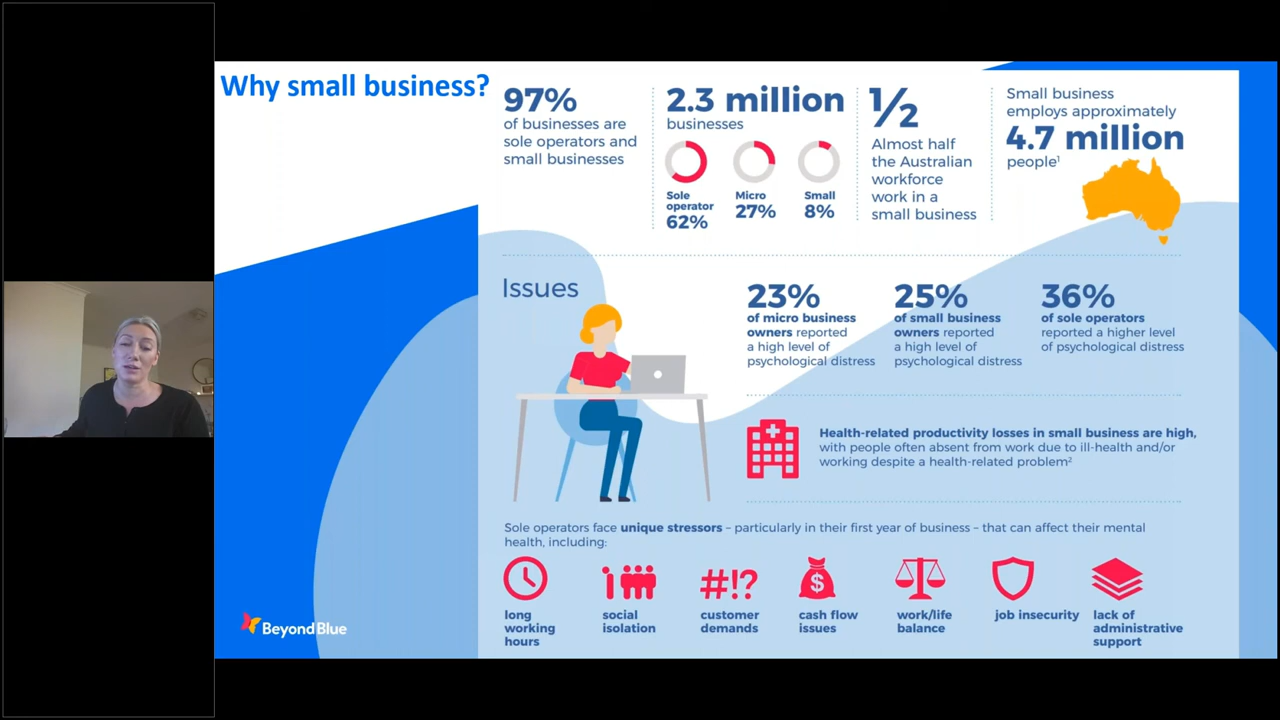 Why small business?
97%
of businesses are
sole operators and
small businesses
2.3 million
businesses
Sole
operator
62%
Micro
27%
Small
8%
½
Almost half
the Australian
workforce
work in a
small business
Small business
employs approximately
4.7 million
people¹
Issues
23%
of micro business
owners reported
a high level of
psychological distress
25%
of small business
owners reported
a high level of
psychological distress
36%
of sole operators
reported a higher level
of psychological distress
Health-related productivity losses in small business are high,
with people often absent from work due to ill-health and/or
working despite a health-related problem²
Sole operators face unique stressors – particularly in their first year of business – that can affect their mental
health, including:
long
working
hours
social
isolation
#!?
customer
demands
$
cash flow
issues
work/life
balance
job insecurity
lack of
administrative
support
BeyondBlue